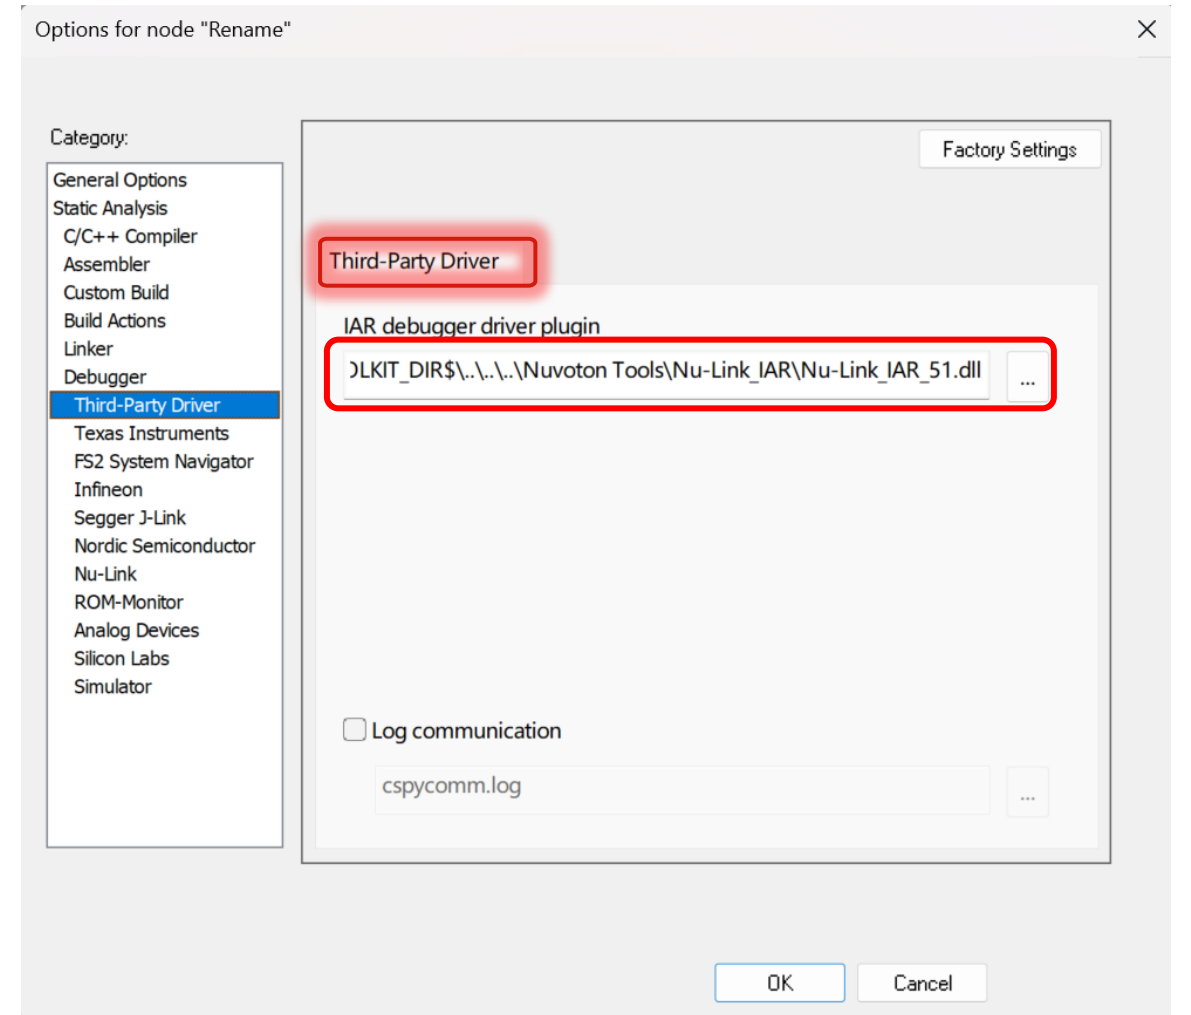 Options for node "Rename"
Category:
Factory Settings
General Options
Static Analysis
C/C++ Compiler
Assembler
Custom Build
Build Actions
Linker
Debugger
Third-Party Driver
Texas Instruments
FS2 System Navigator
Infineon
Segger J-Link
Nordic Semiconductor
Nu-Link
ROM-Monitor
Analog Devices
Silicon Labs
Simulator
Third-Party Driver
IAR debugger driver plugin
OLKIT_DIR$\..\..\..\Nuvoton Tools\Nu-Link_IAR\Nu-Link_IAR_51.dll
...
Log communication
cspycomm.log
...
OK
Cancel